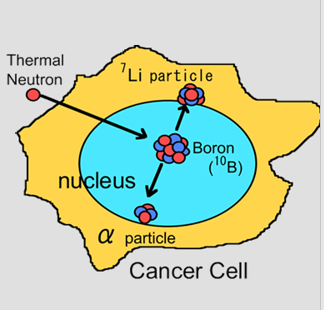 Thermal
Neutron
⁷Li particle
Boron
(¹⁰B)
nucleus
α particle
Cancer Cell